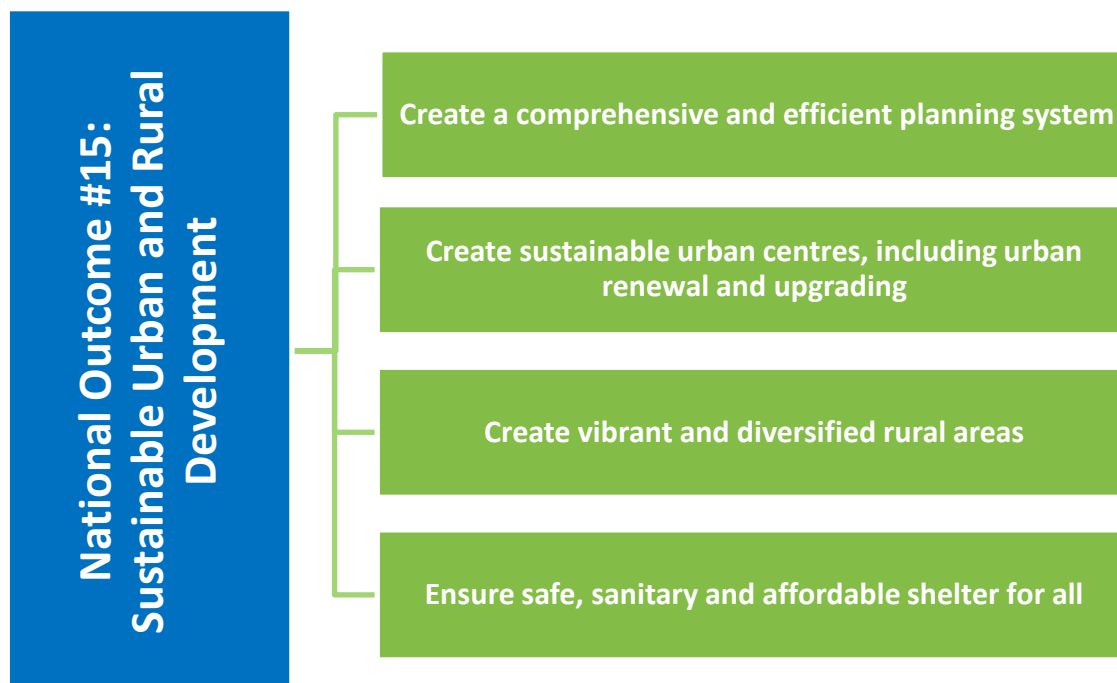 National Outcome #15:
Sustainable Urban and Rural
Development
Create a comprehensive and efficient planning system
Create sustainable urban centres, including urban
renewal and upgrading
Create vibrant and diversified rural areas
Ensure safe, sanitary and affordable shelter for all